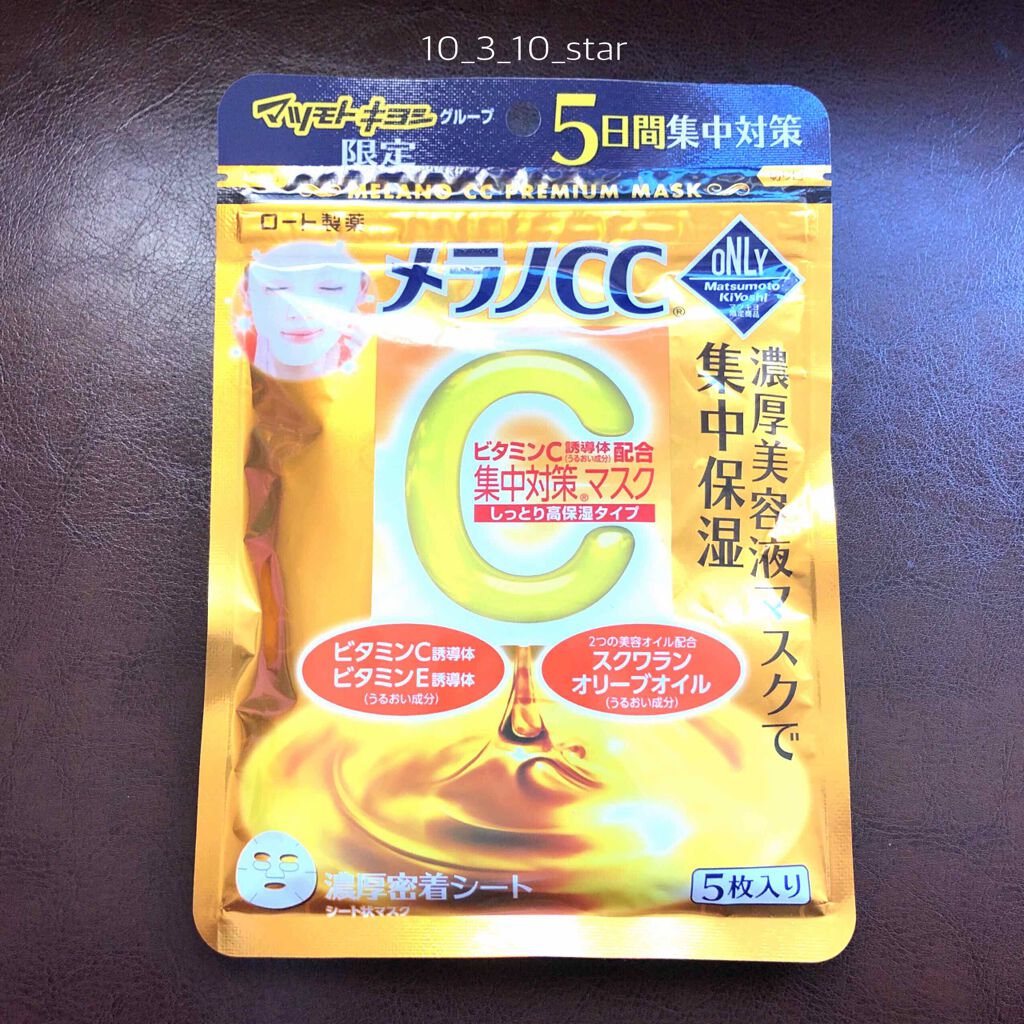 10_3_10_star
マツモトキヨシグループ
限定
5日間集中対策
MELANO CC PREMIUM MASK
ロート製薬
メラノCC®
ONLY
Matsumoto
KiYoshi
マツキヨ
限定商品
濃厚美容液マスクで
集中保湿
ビタミンC誘導体(うるおい成分)配合
集中対策®マスク
しっとり高保湿タイプ
ビタミンC誘導体
ビタミンE誘導体
(うるおい成分)
2つの美容オイル配合
スクワラン
オリーブオイル
(うるおい成分)
濃厚密着シート
シート状マスク
5枚入り